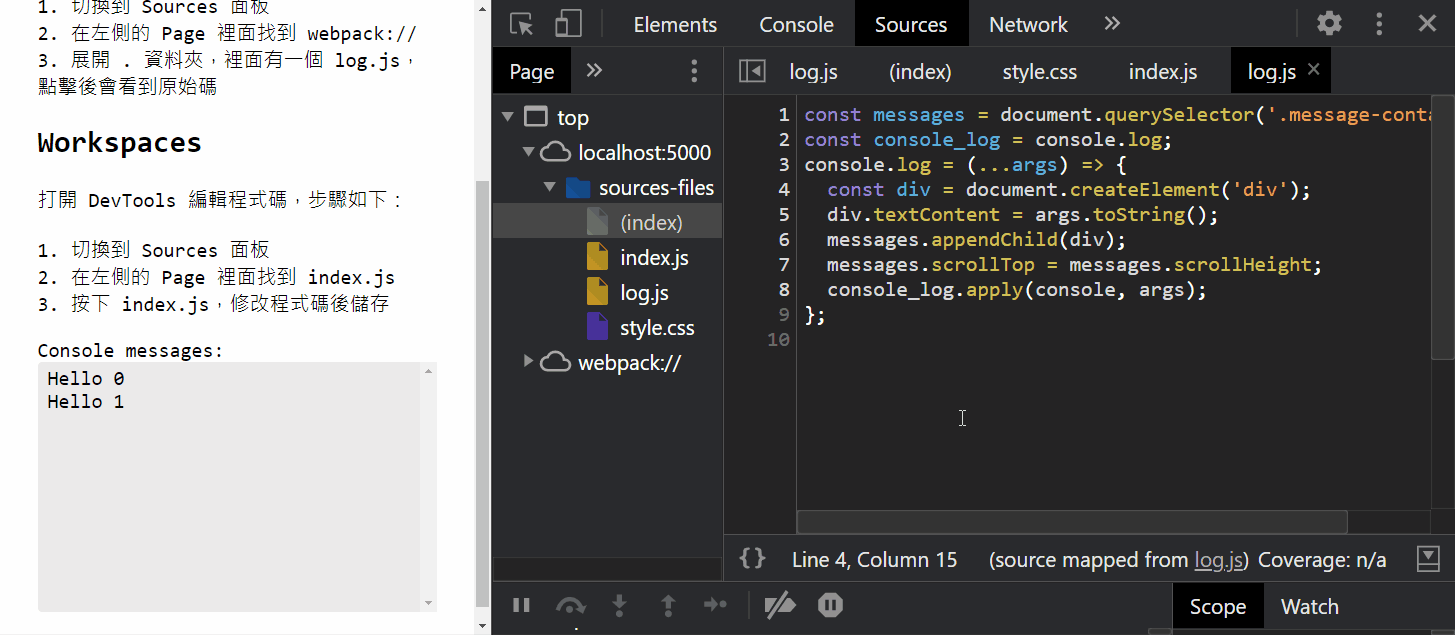 1. 切換到 Sources 面板
2. 在左側的 Page 裡面找到 webpack://
3. 展開 . 資料夾，裡面有一個 log.js，
點擊後會看到原始碼
Workspaces
打開 DevTools 編輯程式碼，步驟如下：
1. 切換到 Sources 面板
2. 在左側的 Page 裡面找到 index.js
3. 按下 index.js，修改程式碼後儲存
Console messages:
Hello 0
Hello 1
Elements Console Sources Network
Page
log.js (index) style.css index.js log.js
top
localhost:5000
sources-files
(index)
index.js
log.js
style.css
webpack://
1 const messages = document.querySelector('.message-conta
2 const console_log = console.log;
3 console.log = (...args) => {
4 const div = document.createElement('div');
5 div.textContent = args.toString();
6 messages.appendChild(div);
7 messages.scrollTop = messages.scrollHeight;
8 console_log.apply(console, args);
9 };
10
{} Line 4, Column 15 (source mapped from log.js) Coverage: n/a
Scope Watch